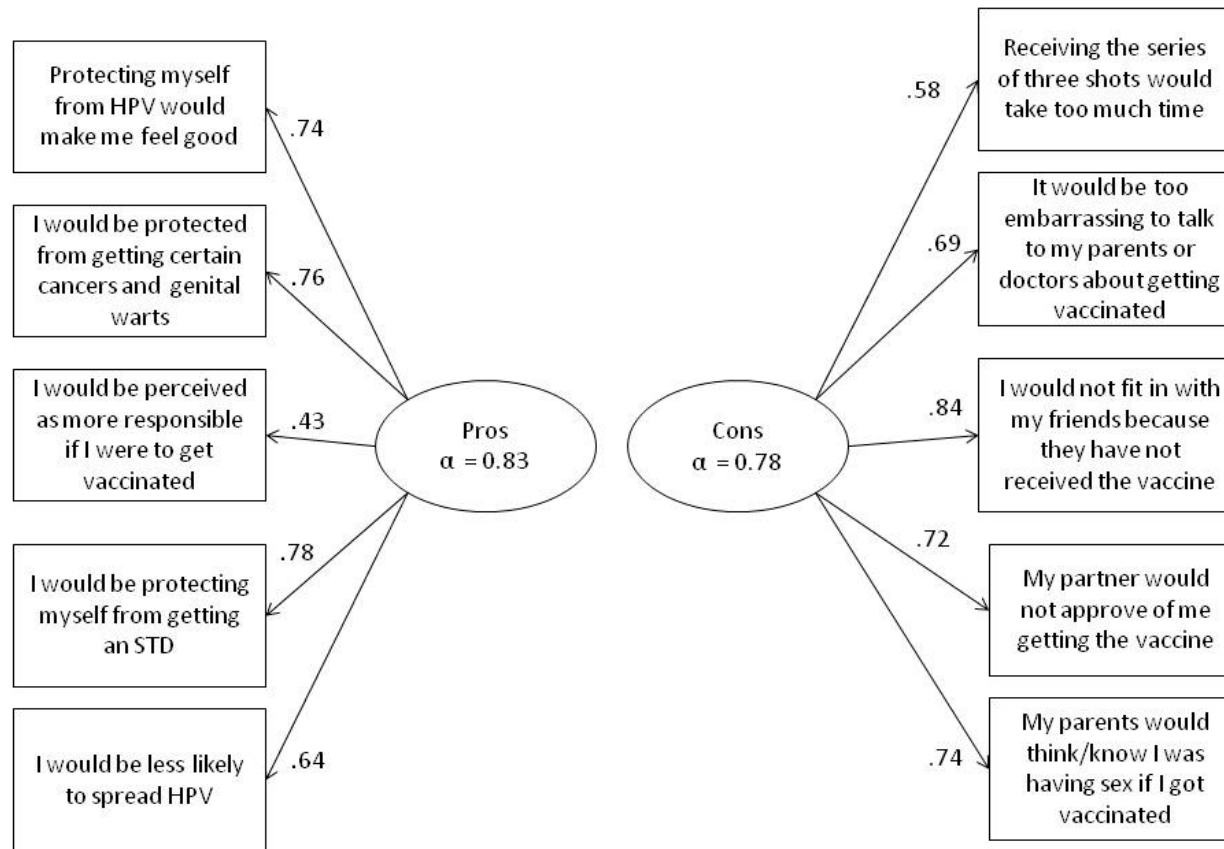 Protecting myself
from HPV would
make me feel good
.74
I would be protected
from getting certain
cancers and genital
warts
.76
I would be perceived
as more responsible
if I were to get
vaccinated
.43
I would be protecting
myself from getting
an STD
.78
I would be less likely
to spread HPV
.64
Pros
α = 0.83
Cons
α = 0.78
.58
Receiving the series
of three shots would
take too much time
.69
It would be too
embarrassing to talk
to my parents or
doctors about getting
vaccinated
.84
I would not fit in with
my friends because
they have not
received the vaccine
.72
My partner would
not approve of me
getting the vaccine
.74
My parents would
think/know I was
having sex if I got
vaccinated